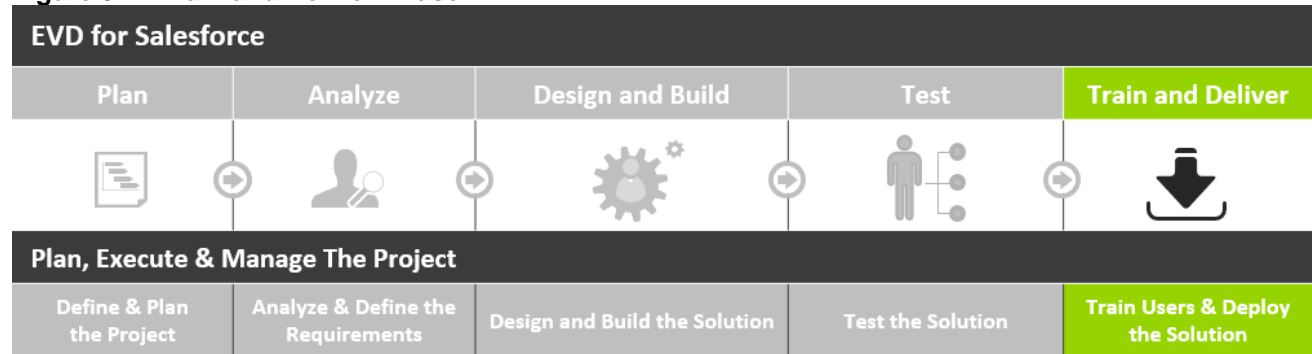 EVD for Salesforce
Plan
Analyze
Design and Build
Test
Train and Deliver
Plan, Execute & Manage The Project
Define & Plan
the Project
Analyze & Define the
Requirements
Design and Build the Solution
Test the Solution
Train Users & Deploy
the Solution